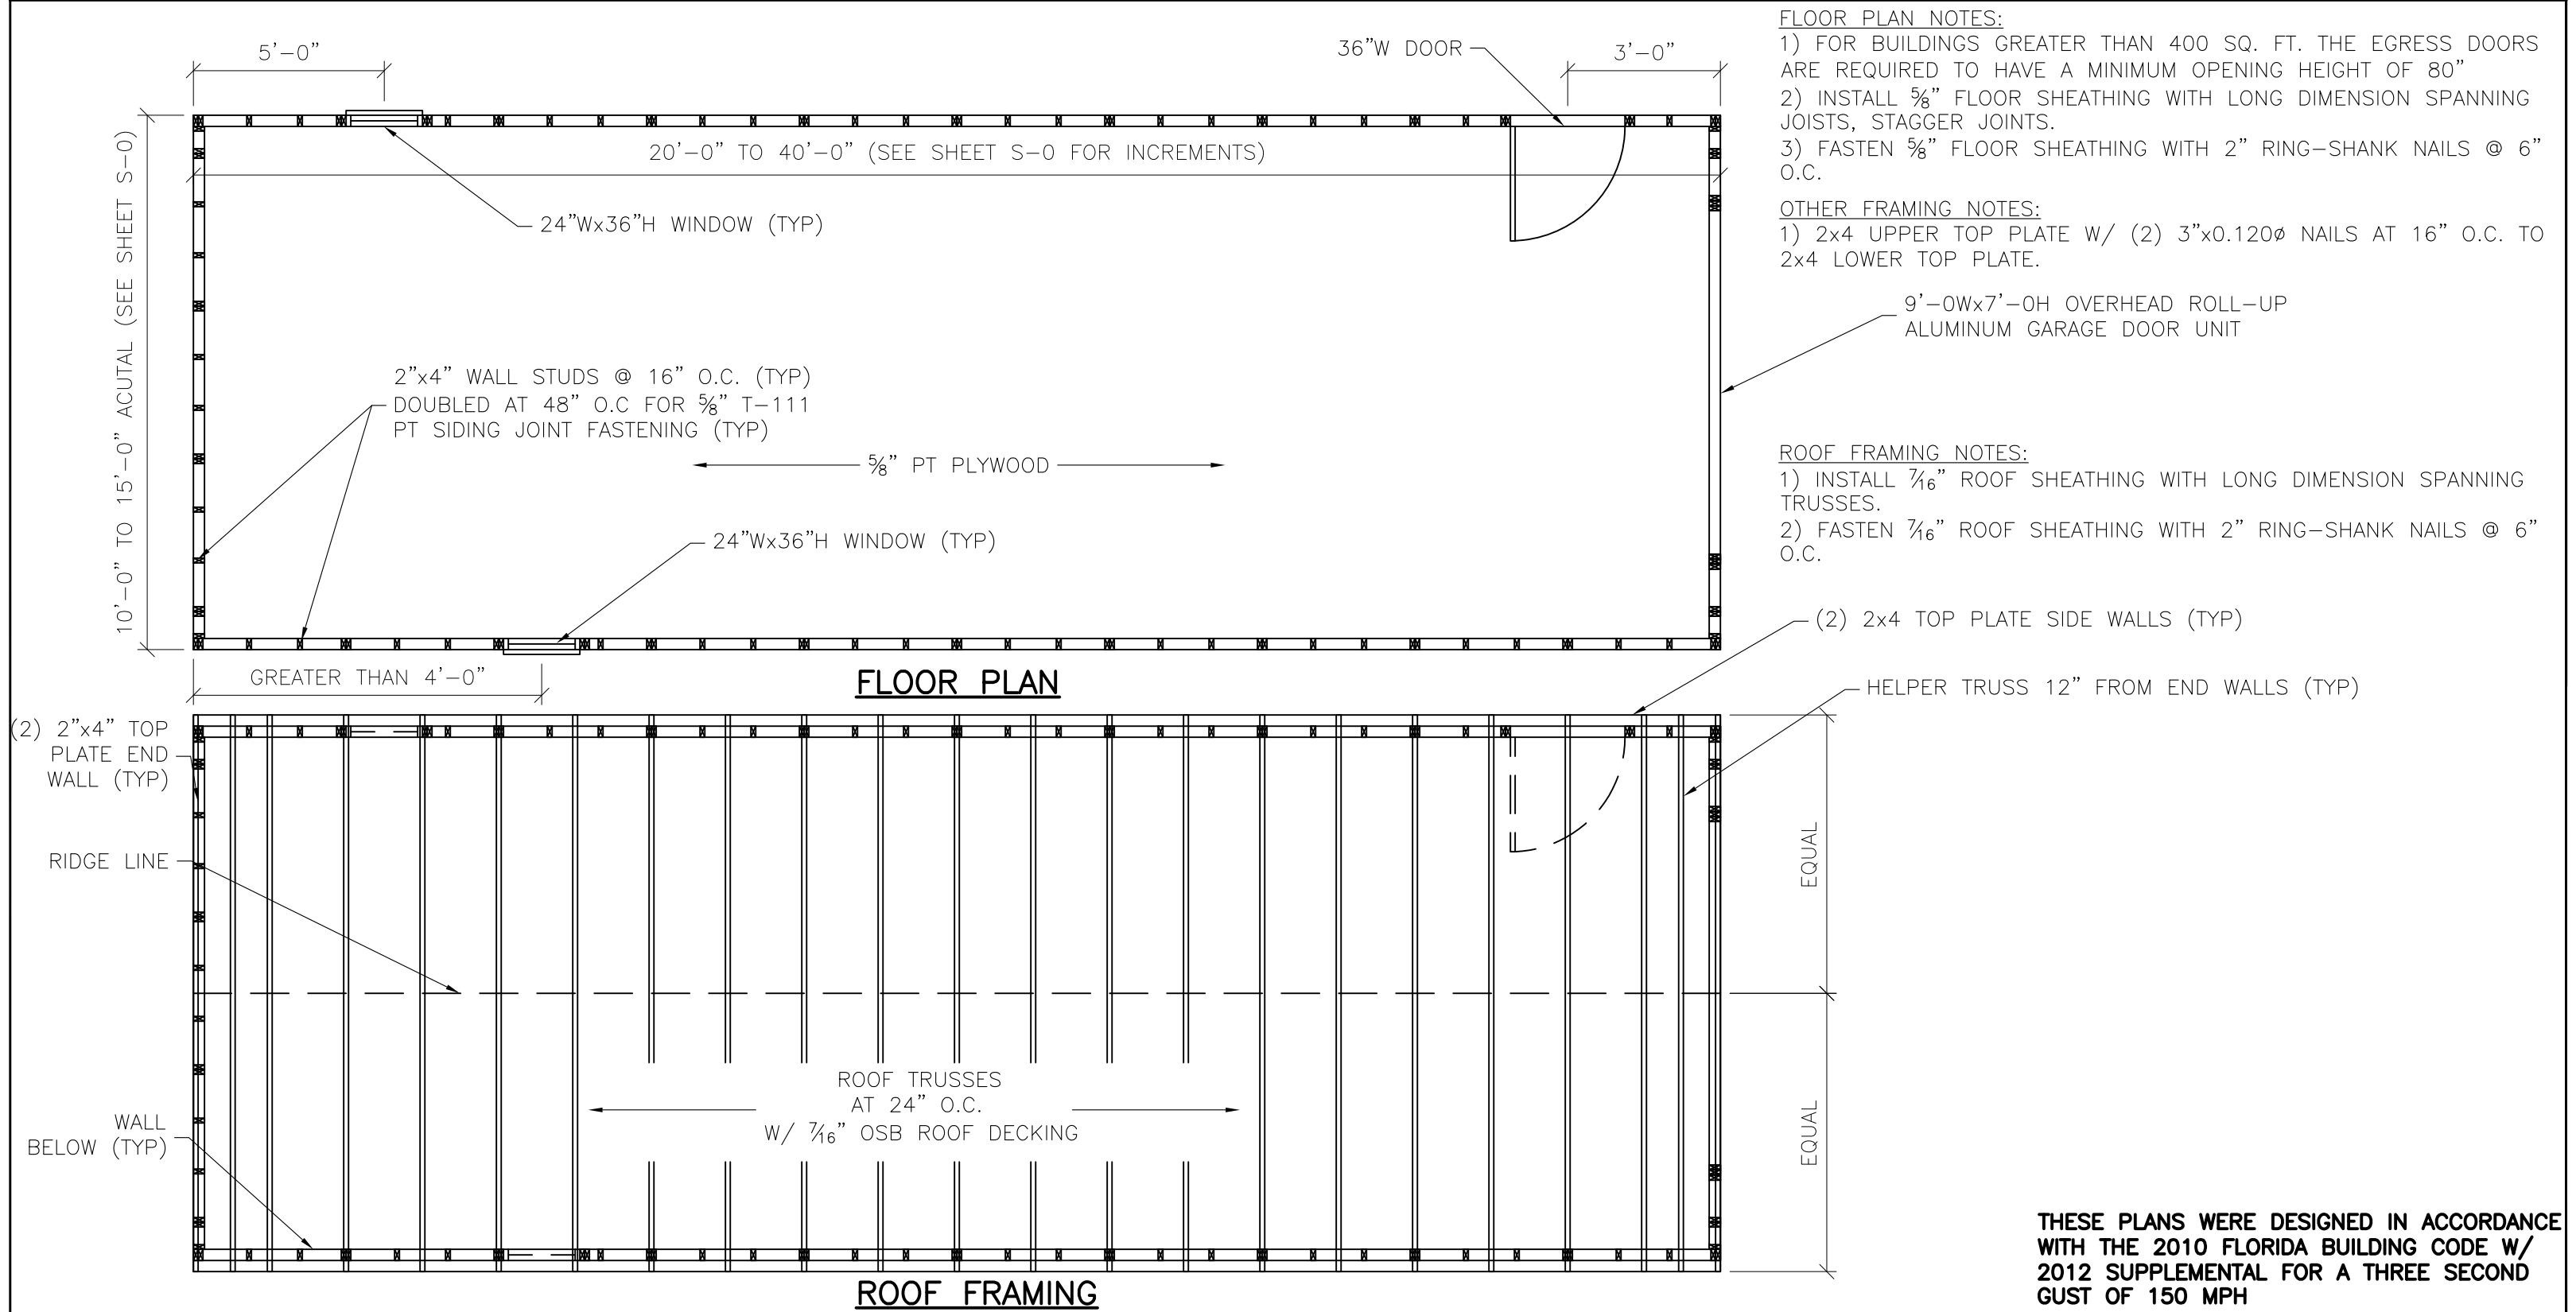 5'-0"
36"W DOOR
3'-0"
20'-0" TO 40'-0" (SEE SHEET S-0 FOR INCREMENTS)
10'-0" TO 15'-0" ACUTAL (SEE SHEET S-0)
24"Wx36"H WINDOW (TYP)
2"x4" WALL STUDS @ 16" O.C. (TYP)
DOUBLED AT 48" O.C FOR ⅝" T-111
PT SIDING JOINT FASTENING (TYP)
⅝" PT PLYWOOD
24"Wx36"H WINDOW (TYP)
GREATER THAN 4'-0"
FLOOR PLAN
FLOOR PLAN NOTES:
1) FOR BUILDINGS GREATER THAN 400 SQ. FT. THE EGRESS DOORS
ARE REQUIRED TO HAVE A MINIMUM OPENING HEIGHT OF 80"
2) INSTALL ⅝" FLOOR SHEATHING WITH LONG DIMENSION SPANNING
JOISTS, STAGGER JOINTS.
3) FASTEN ⅝" FLOOR SHEATHING WITH 2" RING-SHANK NAILS @ 6"
O.C.
OTHER FRAMING NOTES:
1) 2x4 UPPER TOP PLATE W/ (2) 3"x0.120ø NAILS AT 16" O.C. TO
2x4 LOWER TOP PLATE.
9'-0Wx7'-0H OVERHEAD ROLL-UP
ALUMINUM GARAGE DOOR UNIT
ROOF FRAMING NOTES:
1) INSTALL 7/16" ROOF SHEATHING WITH LONG DIMENSION SPANNING
TRUSSES.
2) FASTEN 7/16" ROOF SHEATHING WITH 2" RING-SHANK NAILS @ 6"
O.C.
(2) 2x4 TOP PLATE SIDE WALLS (TYP)
HELPER TRUSS 12" FROM END WALLS (TYP)
(2) 2"x4" TOP
PLATE END
WALL (TYP)
RIDGE LINE
WALL
BELOW (TYP)
ROOF TRUSSES
AT 24" O.C.
W/ 7/16" OSB ROOF DECKING
EQUAL
EQUAL
ROOF FRAMING
THESE PLANS WERE DESIGNED IN ACCORDANCE
WITH THE 2010 FLORIDA BUILDING CODE W/
2012 SUPPLEMENTAL FOR A THREE SECOND
GUST OF 150 MPH